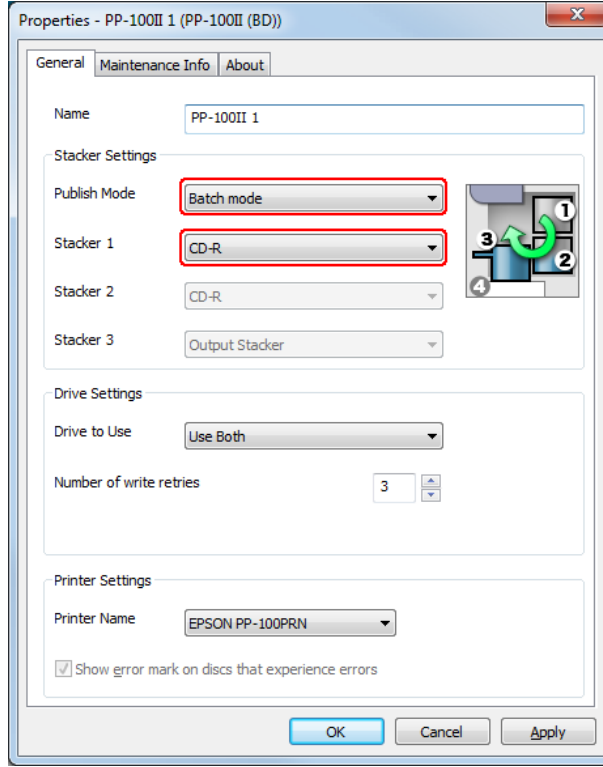 Properties - PP-100II 1 (PP-100II (BD))
General Maintenance Info About
Name PP-100II 1
Stacker Settings
Publish Mode Batch mode
Stacker 1 CD-R
Stacker 2 CD-R
Stacker 3 Output Stacker
1
3
2
4
Drive Settings
Drive to Use Use Both
Number of write retries 3
Printer Settings
Printer Name EPSON PP-100PRN
Show error mark on discs that experience errors
OK Cancel Apply